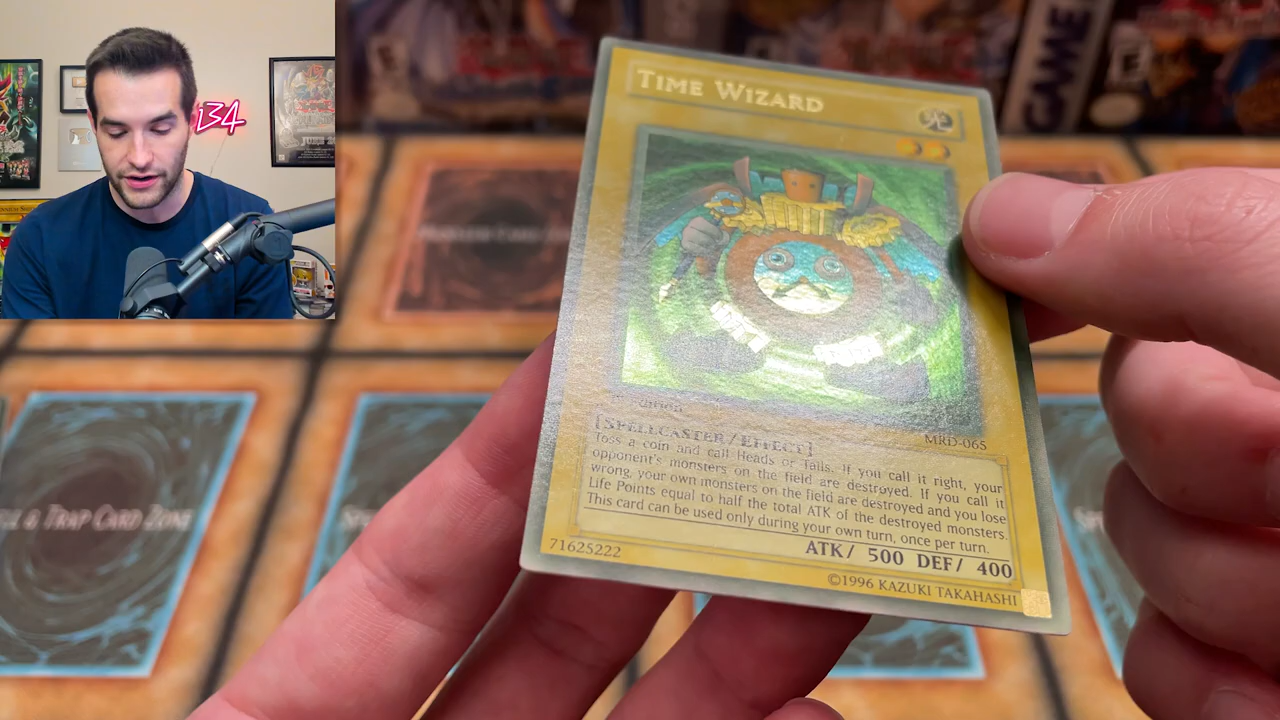 134
JUNE 2
GAME
TIME WIZARD
dition
MRD-065
[SPELLCASTER/EFFECT]
Toss a coin and call Heads or Tails. If you call it right, your
opponent's monsters on the field are destroyed. If you call it
wrong, your own monsters on the field are destroyed and you lose
Life Points equal to half the total ATK of the destroyed monsters.
This card can be used only during your own turn, once per turn.
ATK/ 500 DEF/ 400
71625222
©1996 KAZUKI TAKAHASHI
& TRAP CARD ZONE